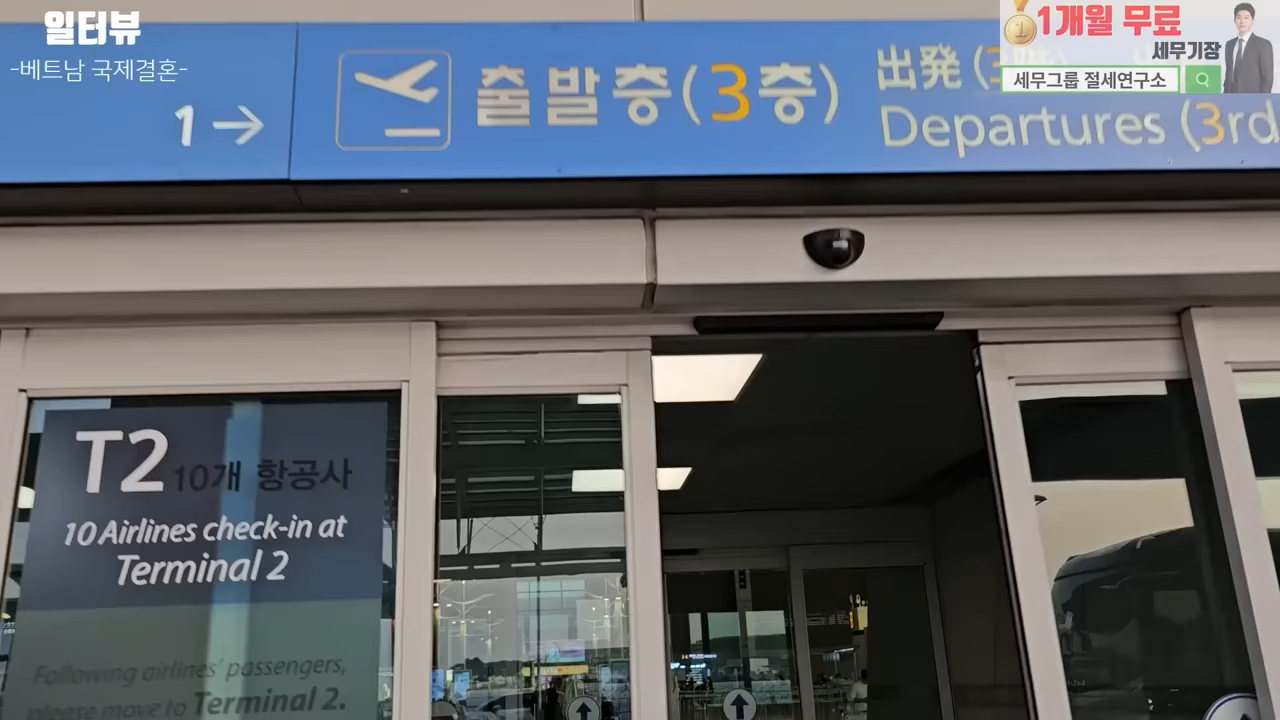 일터뷰
-베트남 국제결혼-
1→
출발층(3층)
出発(3階)
Departures (3rd
1개월 무료
세무기장
세무그룹 절세연구소
T2 10개 항공사
10 Airlines check-in at
Terminal 2
Following airlines' passengers,
please move to Terminal 2.